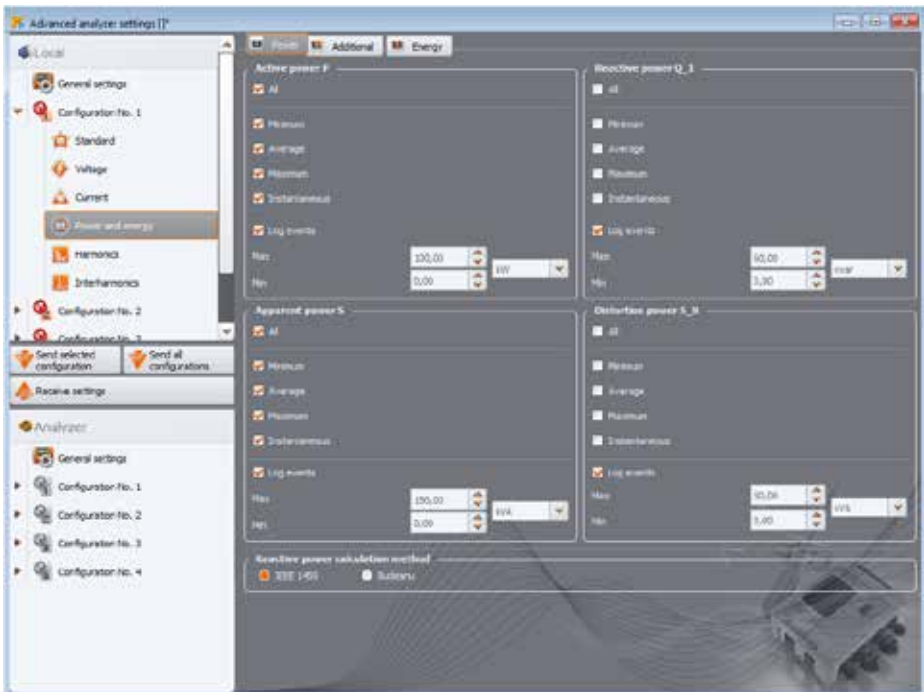 Advanced analyzer settings []*
Local
General settings
Configuration No. 1
Standard
Voltage
Current
Power and energy
Harmonics
Interharmonics
Configuration No. 2
Configuration No. 3
Send selected configuration
Send all configurations
Receive settings
Analyzer
General settings
Configuration No. 1
Configuration No. 2
Configuration No. 3
Configuration No. 4
Power
Additional
Energy
Active power P
All
Minimum
Average
Maximum
Instantaneous
Log events
Max
100,00
kW
Min
0,00
Reactive power Q_1
All
Minimum
Average
Maximum
Instantaneous
Log events
Max
kvar
Min
Apparent power S
All
Minimum
Average
Maximum
Instantaneous
Log events
Max
150,00
kVA
Min
0,00
Distortion power S_N
All
Minimum
Average
Maximum
Instantaneous
Log events
Max
kVA
Min
Reactive power calculation method
IEEE 1459
Budeanu